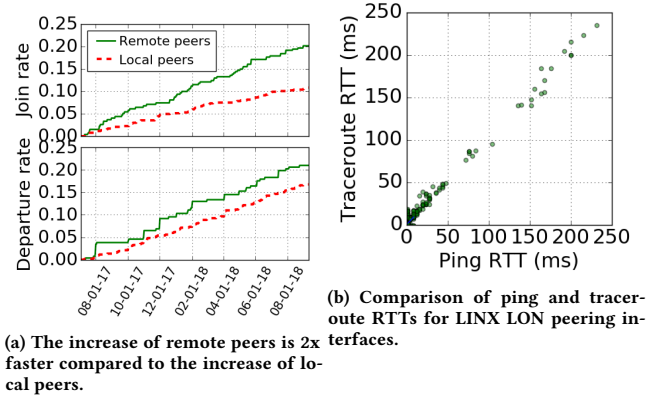 Join rate
0.25
0.20
0.15
0.10
0.05
0.00
Remote peers
Local peers
Departure rate
0.25
0.20
0.15
0.10
0.05
0.00
08-01-17
10-01-17
12-01-17
02-01-18
04-01-18
06-01-18
08-01-18
(a) The increase of remote peers is 2x
faster compared to the increase of lo-
cal peers.
Traceroute RTT (ms)
250
200
150
100
50
0
0 50 100 150 200 250
Ping RTT (ms)
(b) Comparison of ping and tracer-
oute RTTs for LINX LON peering in-
terfaces.